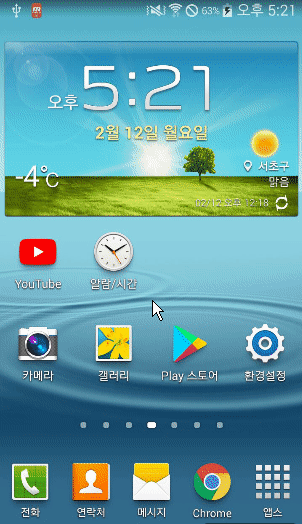 63% 오후 5:21
오후 5:21
2월 12일 월요일
-4°C
서초구
맑음
02/12 오후 12:18
YouTube 알람/시간
카메라 갤러리 Play 스토어 환경설정
전화 연락처 메시지 Chrome 앱스